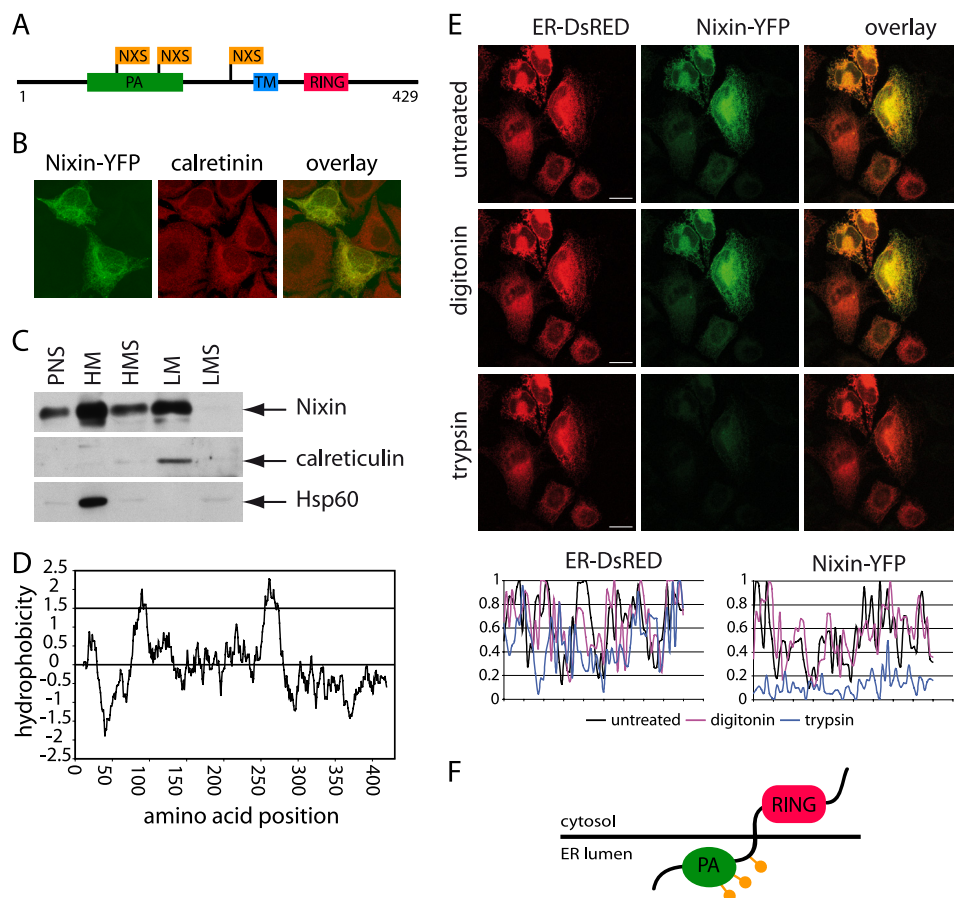 A
NXS NXS NXS
PA TM RING
1 429
B
Nixin-YFP calretinin overlay
C
PNS HM HMS LM LMS
Nixin
calreticulin
Hsp60
D
hydrophobicity
2.5
2
1.5
1
0.5
0
−0.5
−1
−1.5
−2
−2.5
0 50 100 150 200 250 300 350 400
amino acid position
E
ER-DsRED Nixin-YFP overlay
untreated
digitonin
trypsin
ER-DsRED Nixin-YFP
1 1
0.8 0.8
0.6 0.6
0.4 0.4
0.2 0.2
0 0
untreated digitonin trypsin
F
RING
cytosol
ER lumen
PA